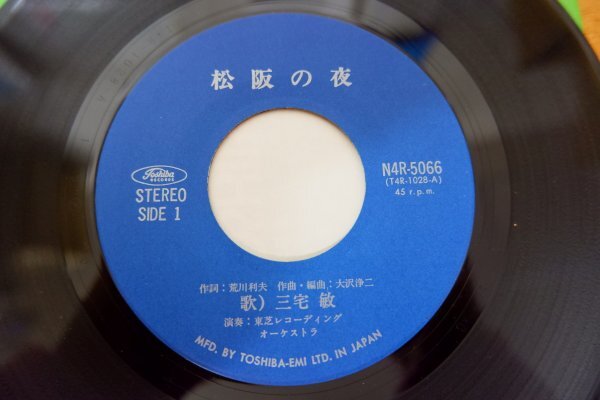 松阪の夜
Toshiba
RECORDS
STEREO
SIDE 1
N4R-5066
(T4R-1028-A)
45 r.p.m.
作詞：荒川利夫 作曲・編曲：大沢浄二
歌) 三宅 敏
演奏：東芝レコーディング
オーケストラ
MFD. BY TOSHIBA-EMI LTD. IN JAPAN